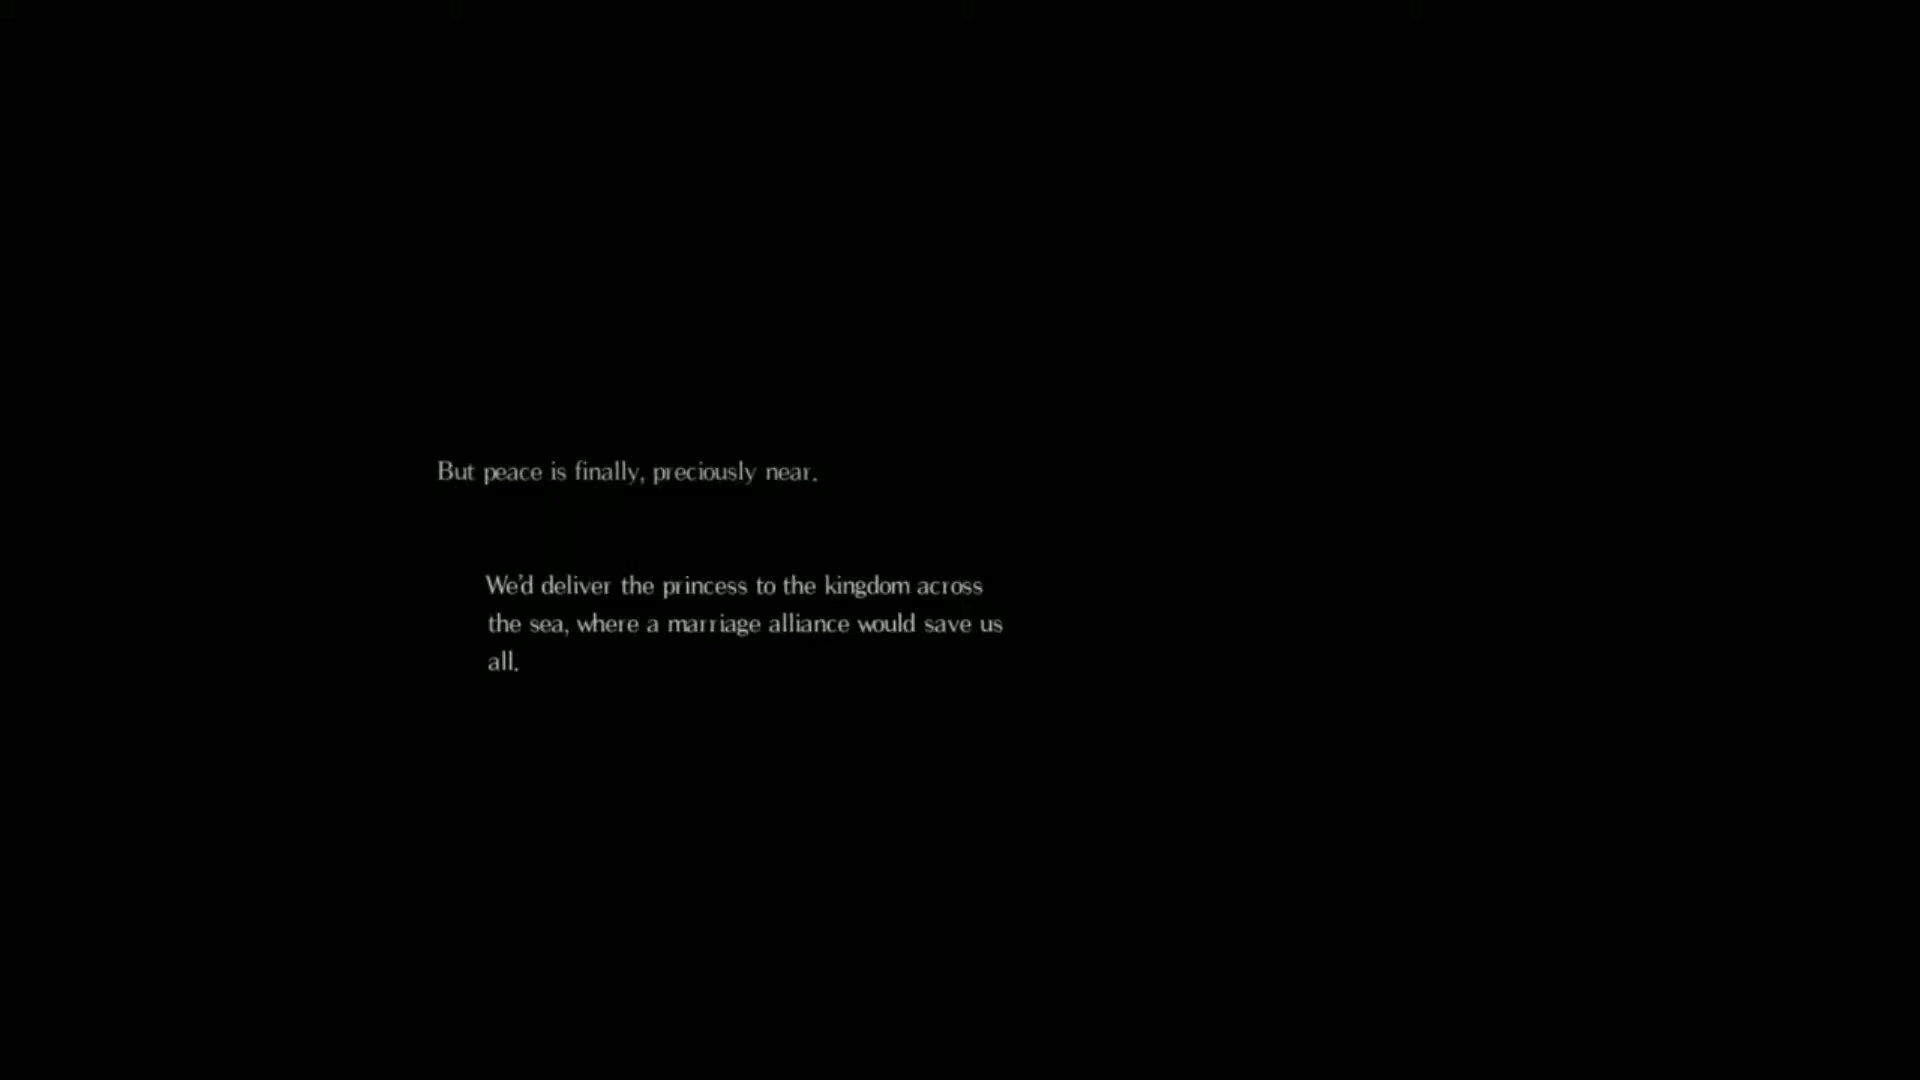 But peace is finally, preciously near.
We'd deliver the princess to the kingdom across
the sea, where a marriage alliance would save us
all.